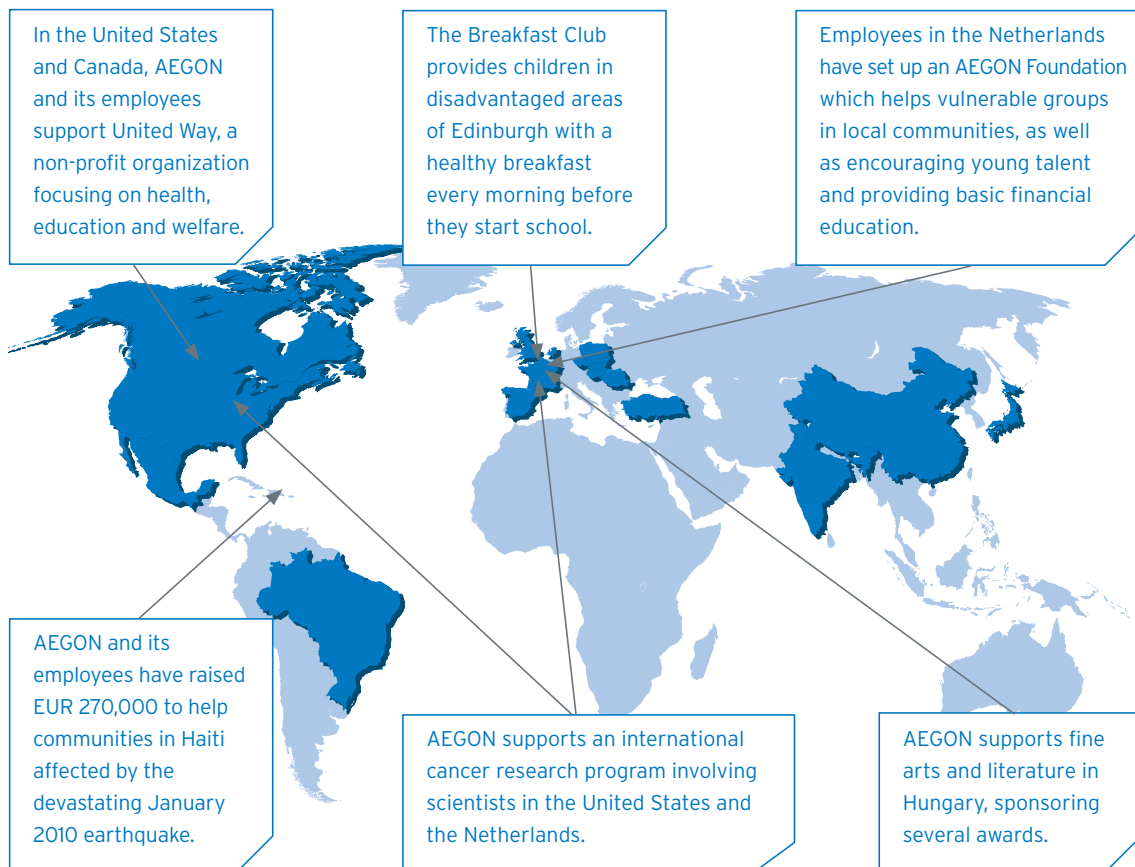 In the United States
and Canada, AEGON
and its employees
support United Way, a
non-profit organization
focusing on health,
education and welfare.
The Breakfast Club
provides children in
disadvantaged areas
of Edinburgh with a
healthy breakfast
every morning before
they start school.
Employees in the Netherlands
have set up an AEGON Foundation
which helps vulnerable groups
in local communities, as well
as encouraging young talent
and providing basic financial
education.
AEGON and its
employees have raised
EUR 270,000 to help
communities in Haiti
affected by the
devastating January
2010 earthquake.
AEGON supports an international
cancer research program involving
scientists in the United States and
the Netherlands.
AEGON supports fine
arts and literature in
Hungary, sponsoring
several awards.